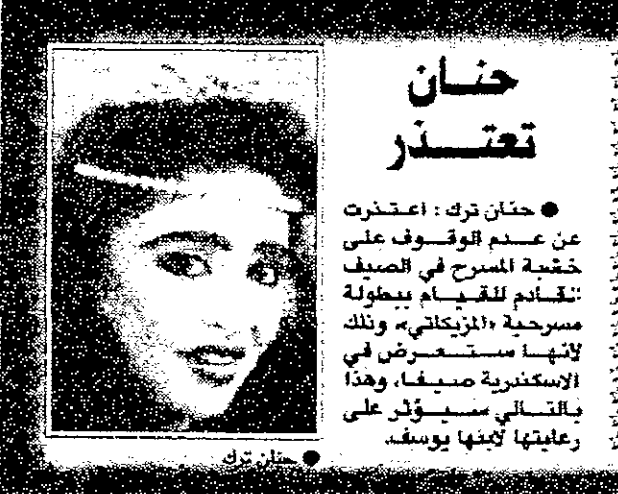 حنان
تعتذر
● حنان ترك : اعتذرت
عن عدم الوقوف على
خشبة المسرح في الصيف
القادم للقيام ببطولة
مسرحية «المزيكاتي» وذلك
لانها ستعرض في
الاسكندرية صيفا، وهذا
بالتالي سيؤثر على
رعايتها لابنها يوسف.
● حنان ترك